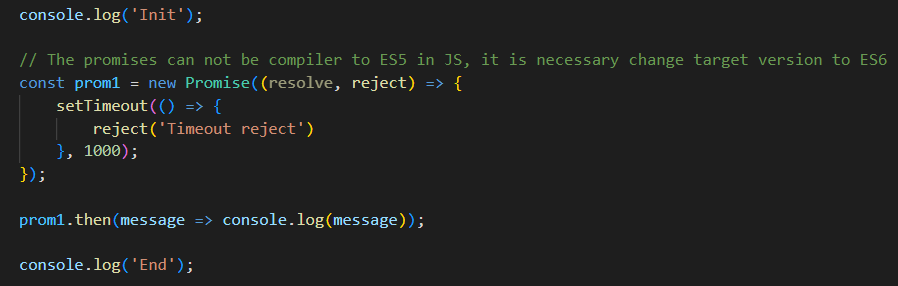 console.log('Init');
// The promises can not be compiler to ES5 in JS, it is necessary change target version to ES6
const prom1 = new Promise((resolve, reject) => {
    setTimeout(() => {
        reject('Timeout reject')
    }, 1000);
});
prom1.then(message => console.log(message));
console.log('End');